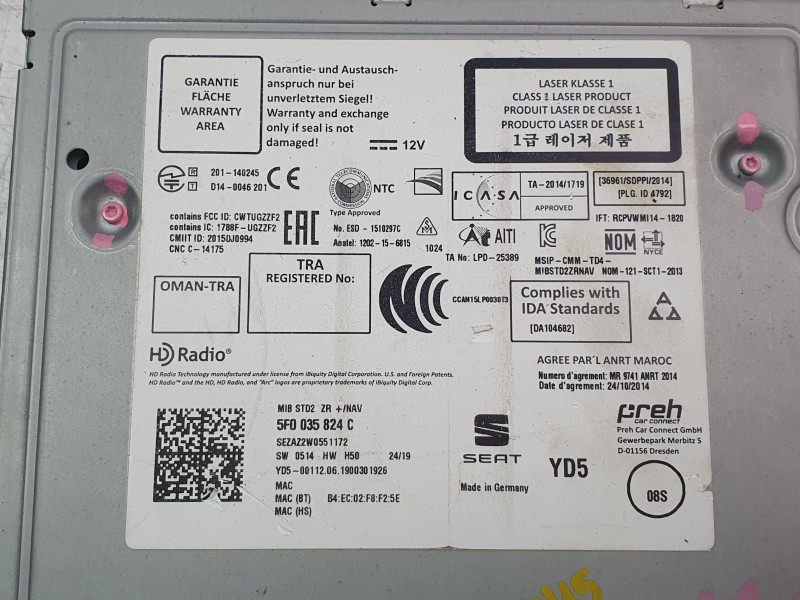 GARANTIE
FLÄCHE
WARRANTY
AREA
Garantie- und Austausch-
anspruch nur bei
unverletztem Siegel!
Warranty and exchange
only if seal is not
damaged!
12V
LASER KLASSE 1
CLASS 1 LASER PRODUCT
PRODUIT LASER DE CLASSE 1
PRODUCTO LASER DE CLASE 1
1급 레이저 제품
R 201-140245
T D14-0046 201
CE
NTC
Type Approved
No. ESD - 1510297C
Anatel: 1202-15-6815
1024
ICASA
TA-2014/1719
APPROVED
[36961/SDPPI/2014]
[PLG. ID 4792]
IFT: RCPVWMI14-1820
contains FCC ID: CWTUGZZF2
contains IC: 1788F-UGZZF2
CMIIT ID: 2015DJ0994
CNC C-14175
EAC
AITI
TA No: LPD-25389
MSIP-CMM-TD4-
MIBSTD2ZRNAV
NOM
NYCE
NOM-121-SCT1-2013
OMAN-TRA
TRA
REGISTERED No:
CCAN15LP0030T3
Complies with
IDA Standards
[DA104682]
HD Radio®
HD Radio Technology manufactured under license from iBiquity Digital Corporation. U.S. and Foreign Patents.
HD Radio™ and the HD, HD Radio, and "Arc" logos are proprietary trademarks of iBiquity Digital Corp.
AGREE PAR´L ANRT MAROC
Numero d'agrement: MR 9741 ANRT 2014
Date d'agrement: 24/10/2014
MIB STD2 ZR +/NAV
5F0 035 824 C
SEZAZ2W0551172
SW 0514 HW H50 24/19
YD5-00112.06.1900301926
MAC
MAC (BT) B4:EC:02:F8:F2:5E
MAC (HS)
SEAT
Made in Germany
YD5
preh
car connect
Preh Car Connect GmbH
Gewerbepark Merbitz 5
D-01156 Dresden
08S